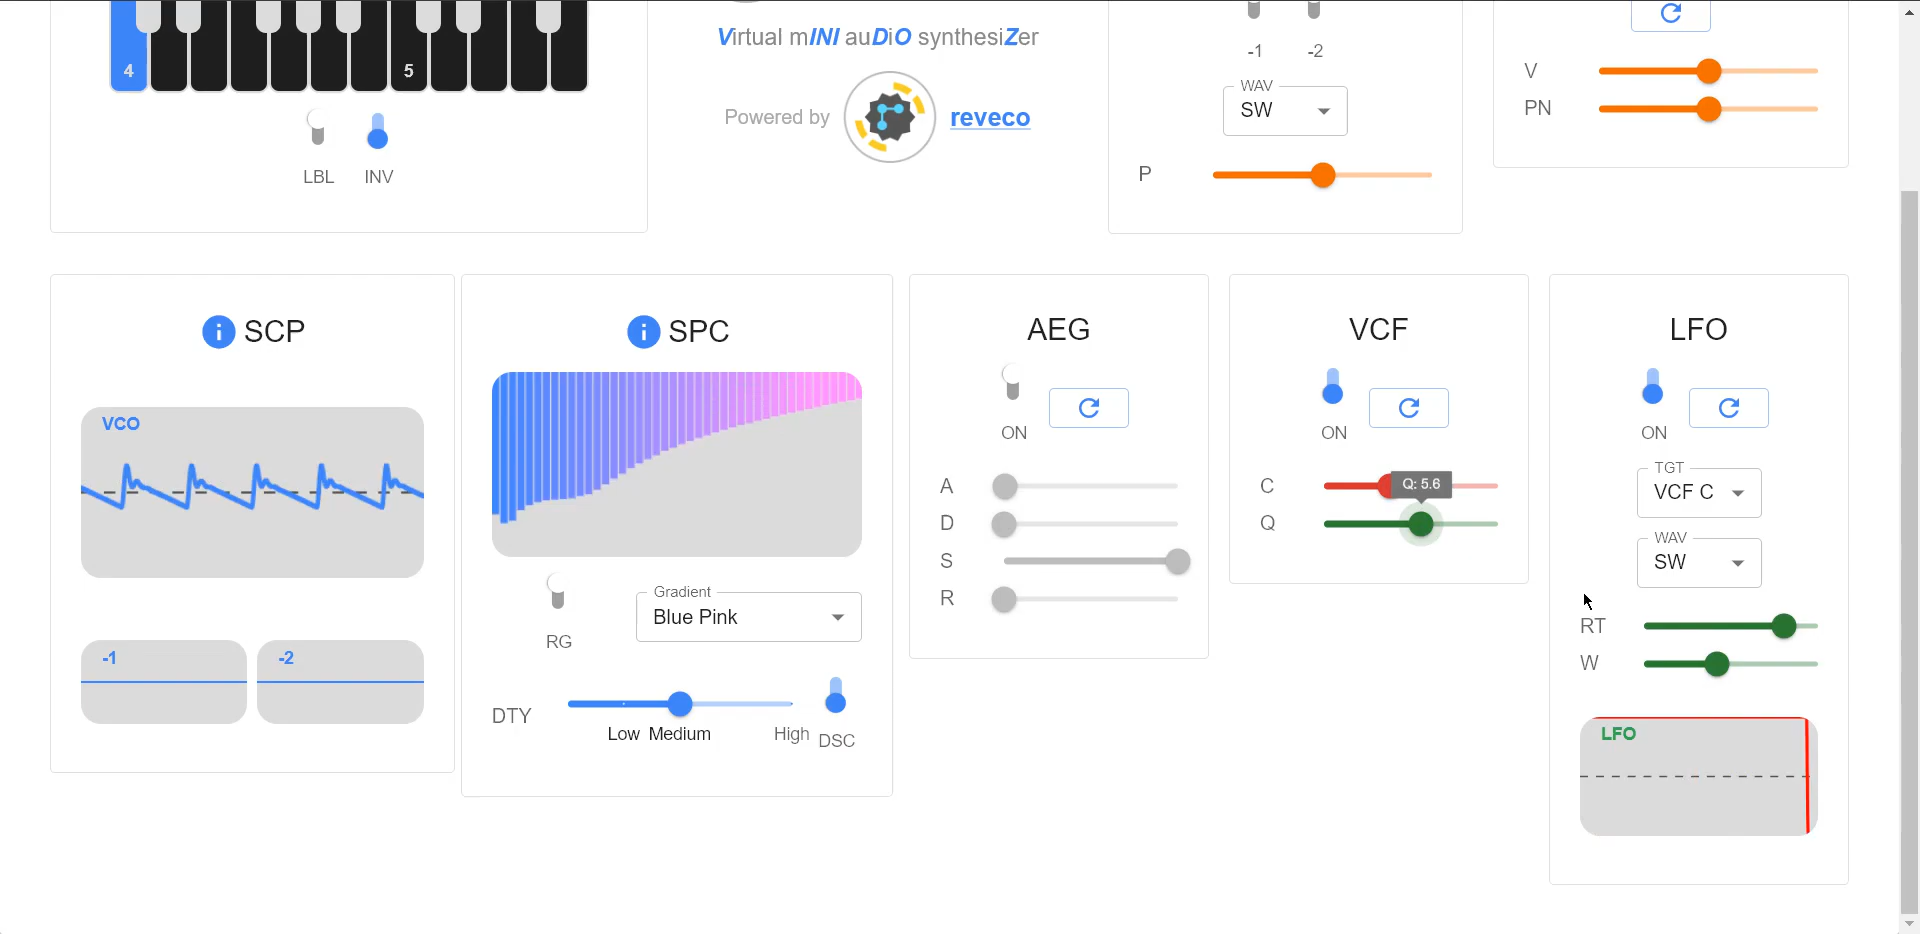 4
5
LBL
INV
Virtual mINI auDiO synthesiZer
Powered by
reveco
-1
-2
WAV
SW
P
V
PN
SCP
VCO
-1
-2
SPC
RG
Gradient
Blue Pink
DTY
Low Medium High
DSC
AEG
ON
A
D
S
R
VCF
ON
C
Q: 5.6
Q
LFO
ON
TGT
VCF C
WAV
SW
RT
W
LFO